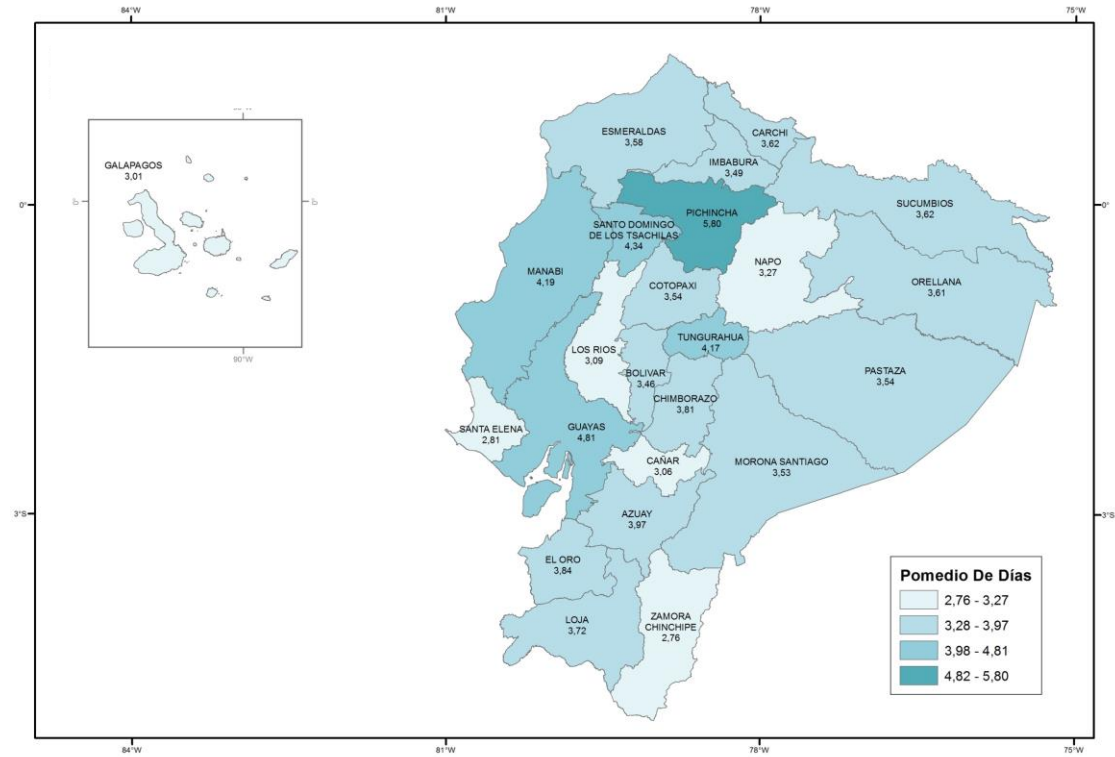 84°W
81°W
78°W
75°W
GALAPAGOS
3,01
0°
0°
90°W
0°
3°S
0°
3°S
ESMERALDAS
3,58
CARCHI
3,62
IMBABURA
3,49
SUCUMBIOS
3,62
PICHINCHA
5,80
SANTO DOMINGO
DE LOS TSACHILAS
4,34
NAPO
3,27
MANABI
4,19
COTOPAXI
3,54
ORELLANA
3,61
TUNGURAHUA
4,17
LOS RIOS
3,09
BOLIVAR
3,46
PASTAZA
3,54
CHIMBORAZO
3,81
SANTA ELENA
2,81
GUAYAS
4,81
CAÑAR
3,06
MORONA SANTIAGO
3,53
AZUAY
3,97
EL ORO
3,84
LOJA
3,72
ZAMORA
CHINCHIPE
2,76
Pomedio De Días
2,76 - 3,27
3,28 - 3,97
3,98 - 4,81
4,82 - 5,80
84°W
81°W
78°W
75°W